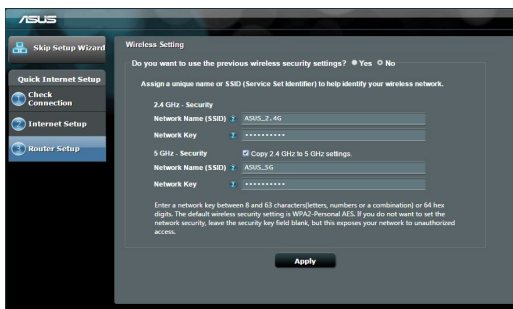 ASUS
Skip Setup Wizard
Quick Internet Setup
1 Check Connection
2 Internet Setup
3 Router Setup
Wireless Setting
Do you want to use the previous wireless security settings? Yes No
Assign a unique name or SSID (Service Set Identifier) to help identify your wireless network.
2.4 GHz - Security
Network Name (SSID) ? ASUS_2.4G
Network Key ? ••••••••••
5 GHz - Security Copy 2.4 GHz to 5 GHz settings.
Network Name (SSID) ? ASUS_5G
Network Key ? ••••••••••
Enter a network key between 8 and 63 characters(letters, numbers or a combination) or 64 hex
digits. The default wireless security setting is WPA2-Personal AES. If you do not want to set the
network security, leave the security key field blank, but this exposes your network to unauthorized
access.
Apply